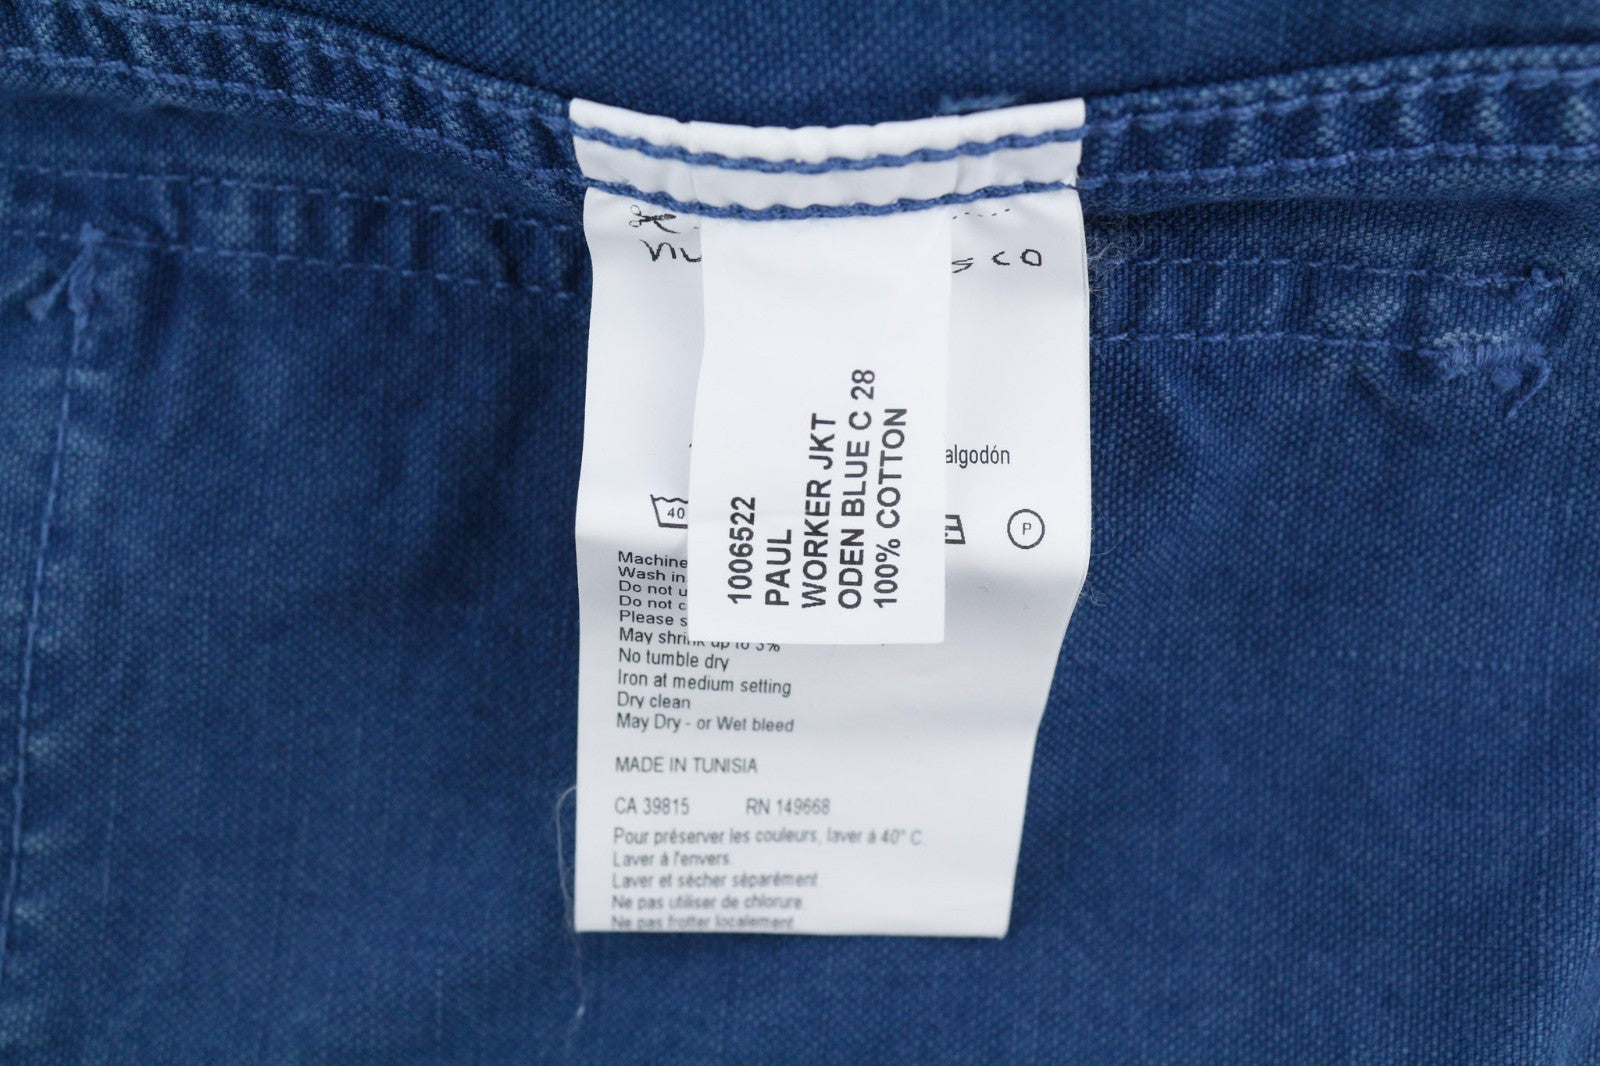 sco
algodón
40
P
1006522
PAUL
WORKER JKT
ODEN BLUE C 28
100% COTTON
Machine
Wash in
Do not
Do not
Please
May shrink up to 3%
No tumble dry
Iron at medium setting
Dry clean
May Dry - or Wet bleed
MADE IN TUNISIA
CA 39815 RN 149668
Pour préserver les couleurs, laver à 40° C
Laver à l'envers.
Laver et sècher séparément.
Ne pas utiliser de chlorure.
Ne pas frotter localement.